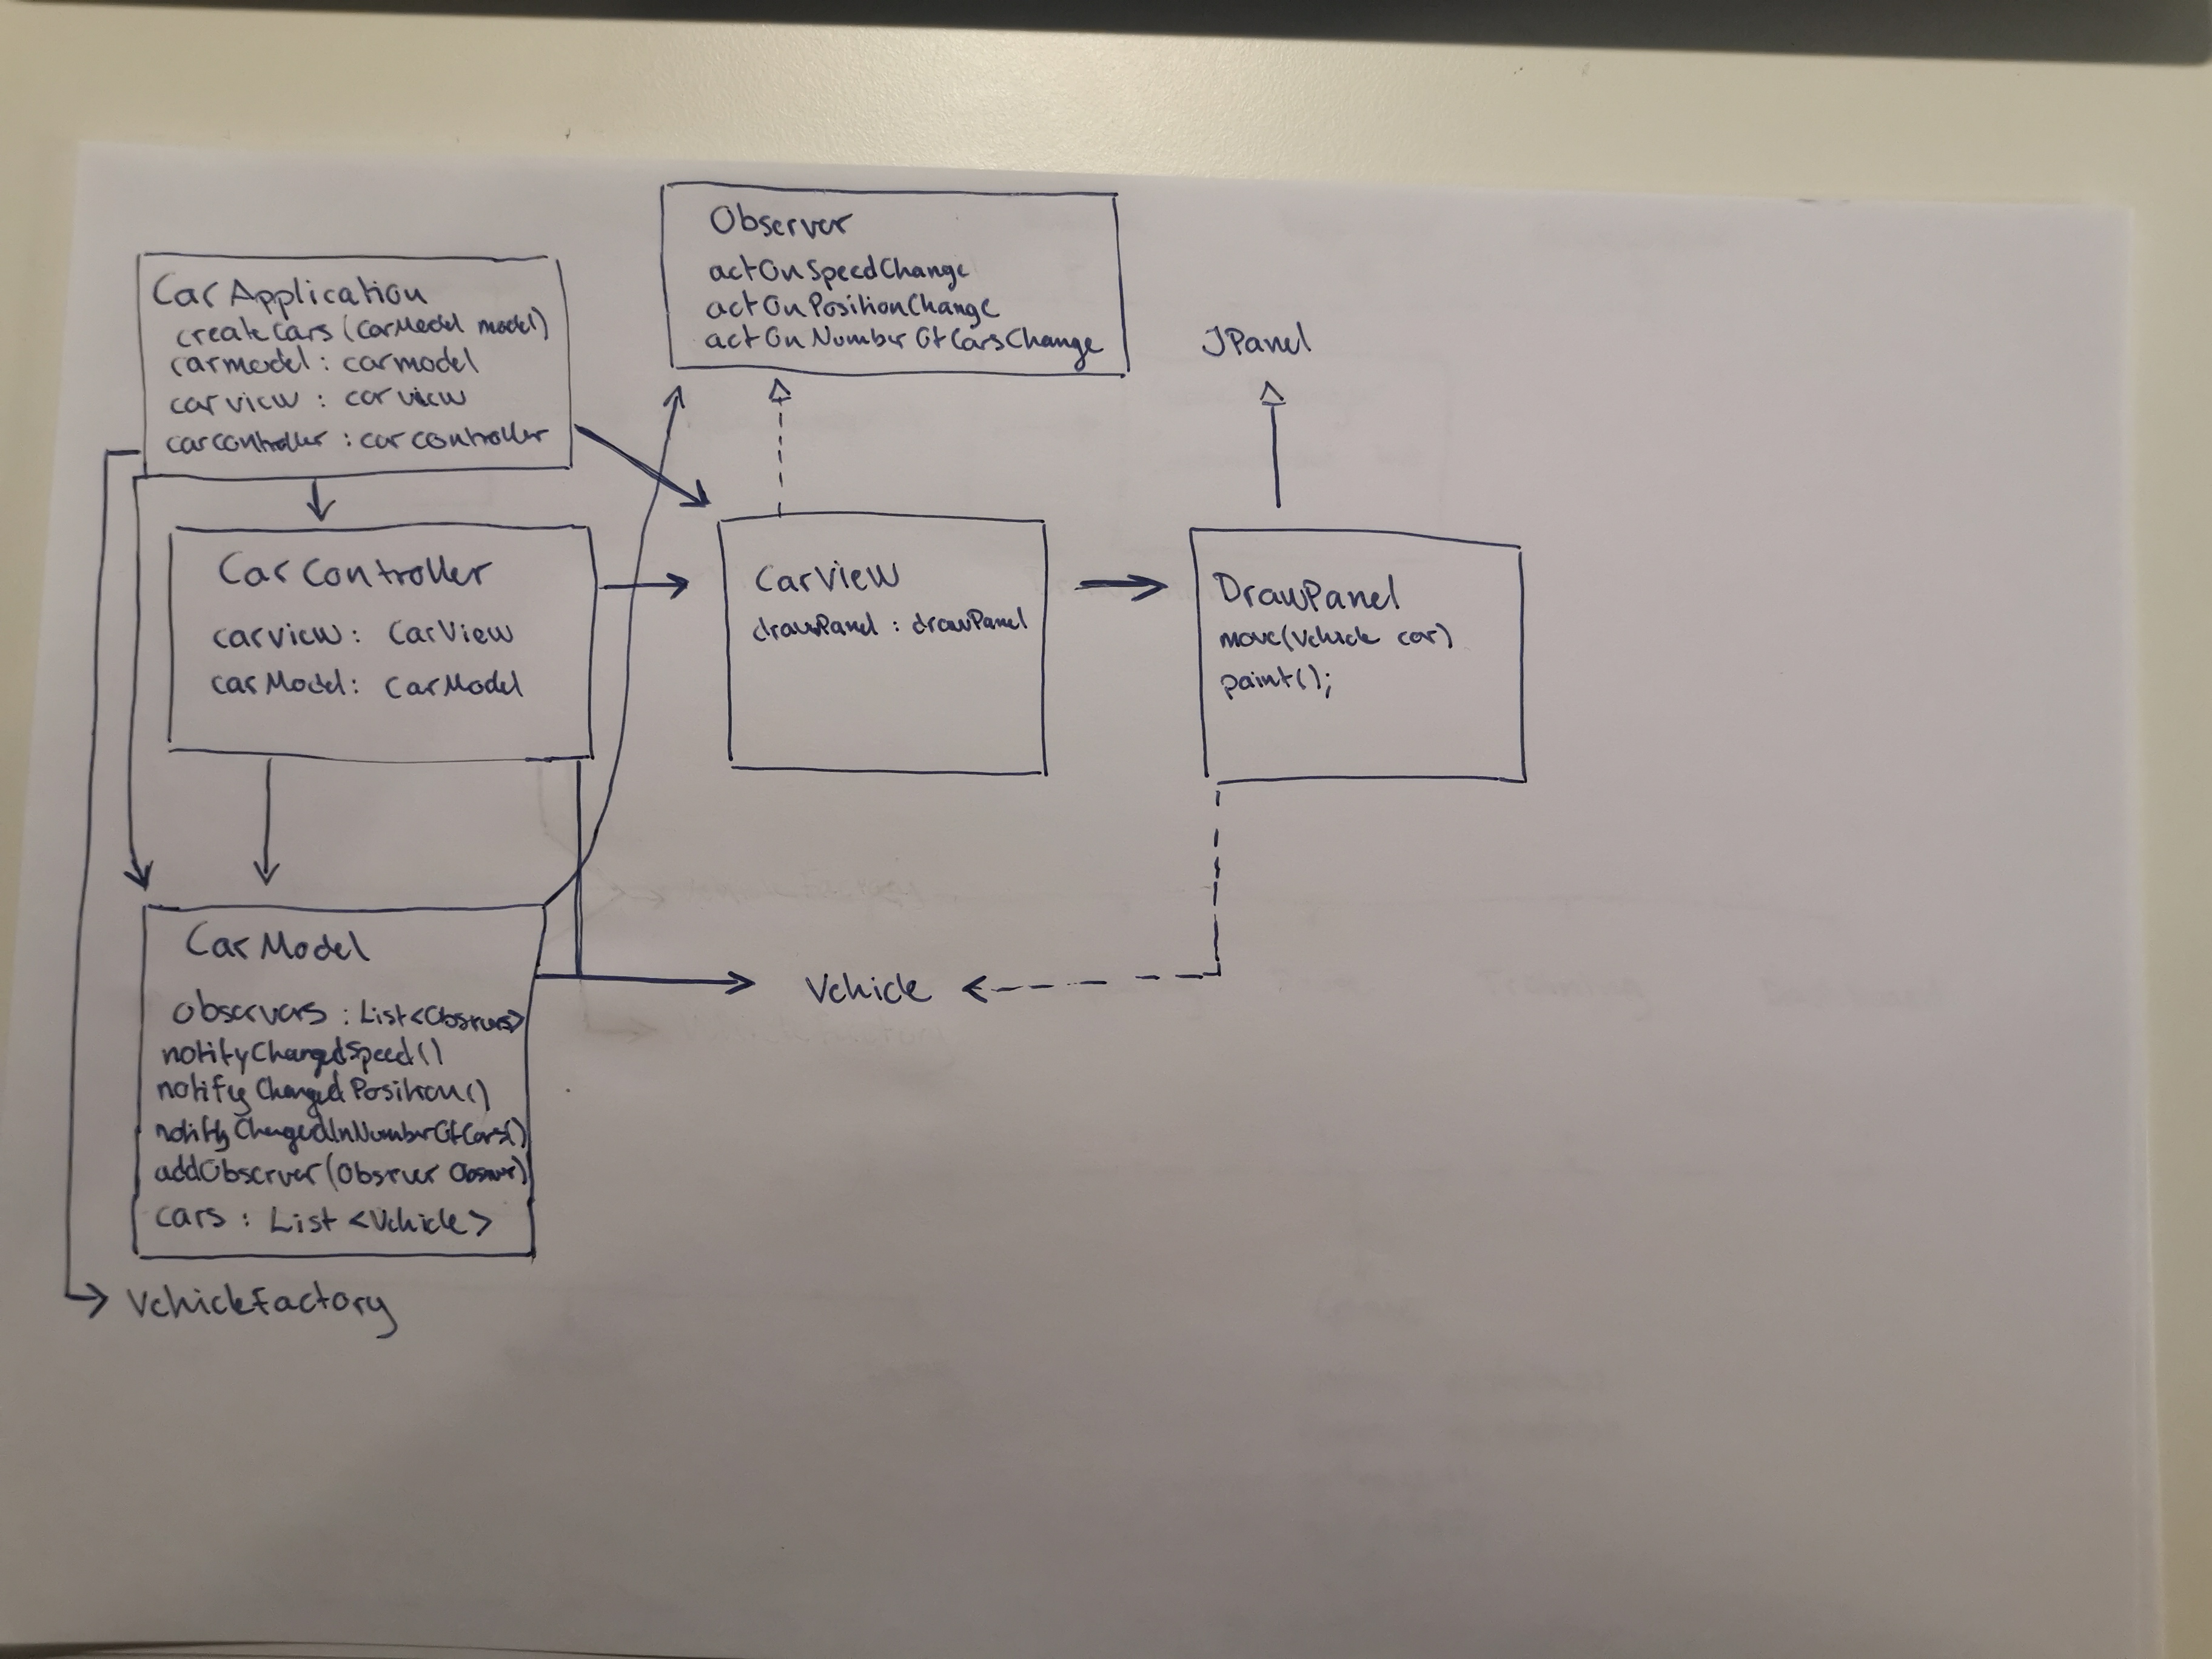 Observer
actOnSpeedChange
actOnPositionChange
actOnNumberOfCarsChange
CarApplication
createCars (CarModel model)
carmodel : carmodel
carview : carview
carcontroller : carcontroller
JPanel
CarController
carview : CarView
carModel : CarModel
CarView
drawPanel : drawPanel
DrawPanel
move(Vehicle car)
paint();
CarModel
observers : List<Observers>
notifyChangedSpeed()
notifyChangedPosition()
notifyChangedInNumberOfCars()
addObserver(Observer Observer)
cars : List <Vehicle>
Vehicle
VehicleFactory